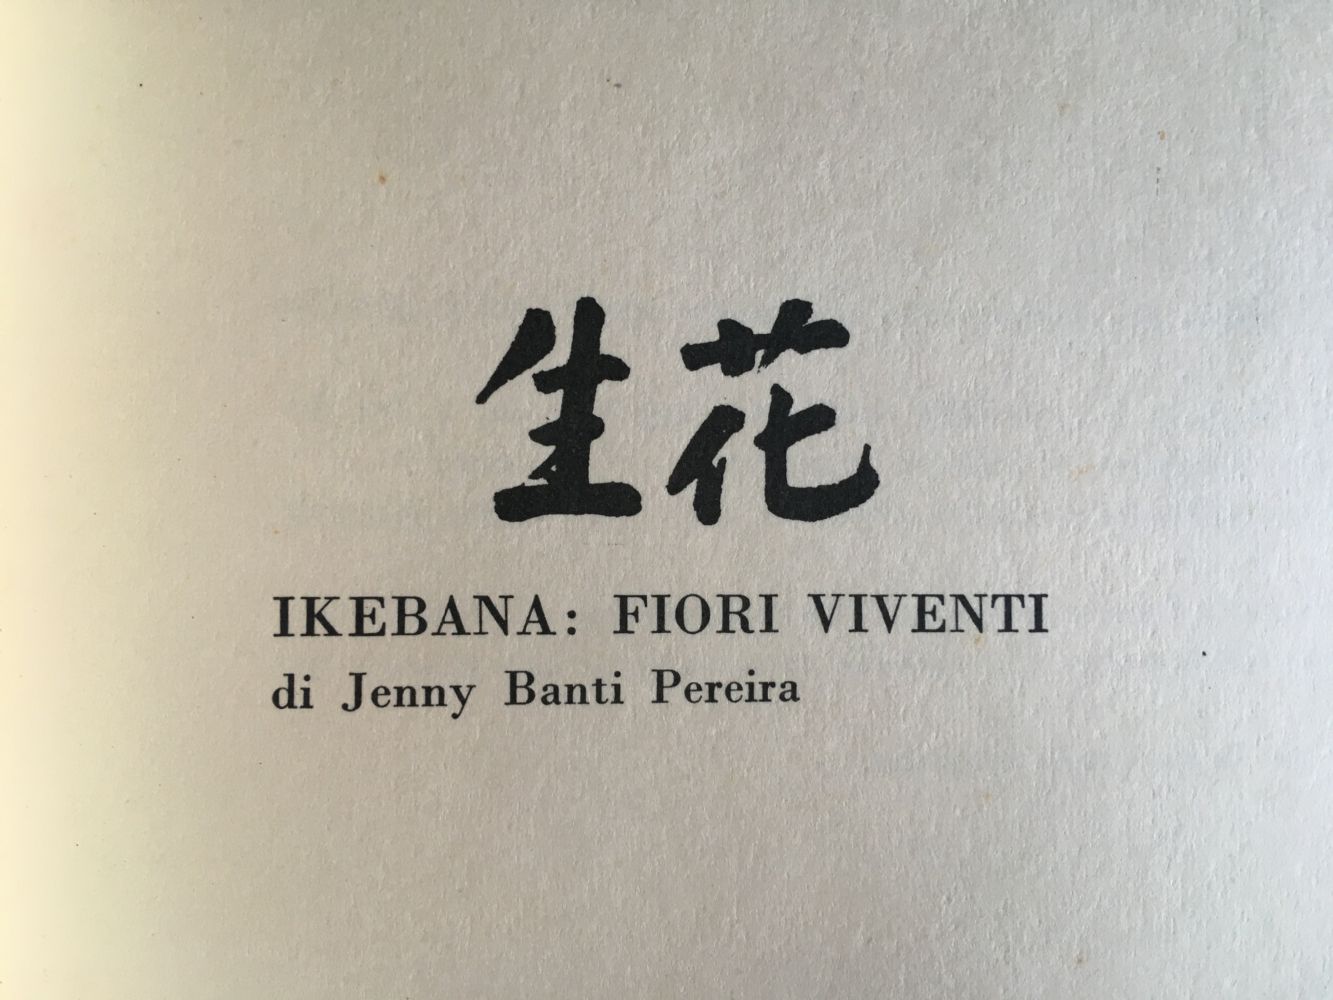 生花
IKEBANA: FIORI VIVENTI
di Jenny Banti Pereira